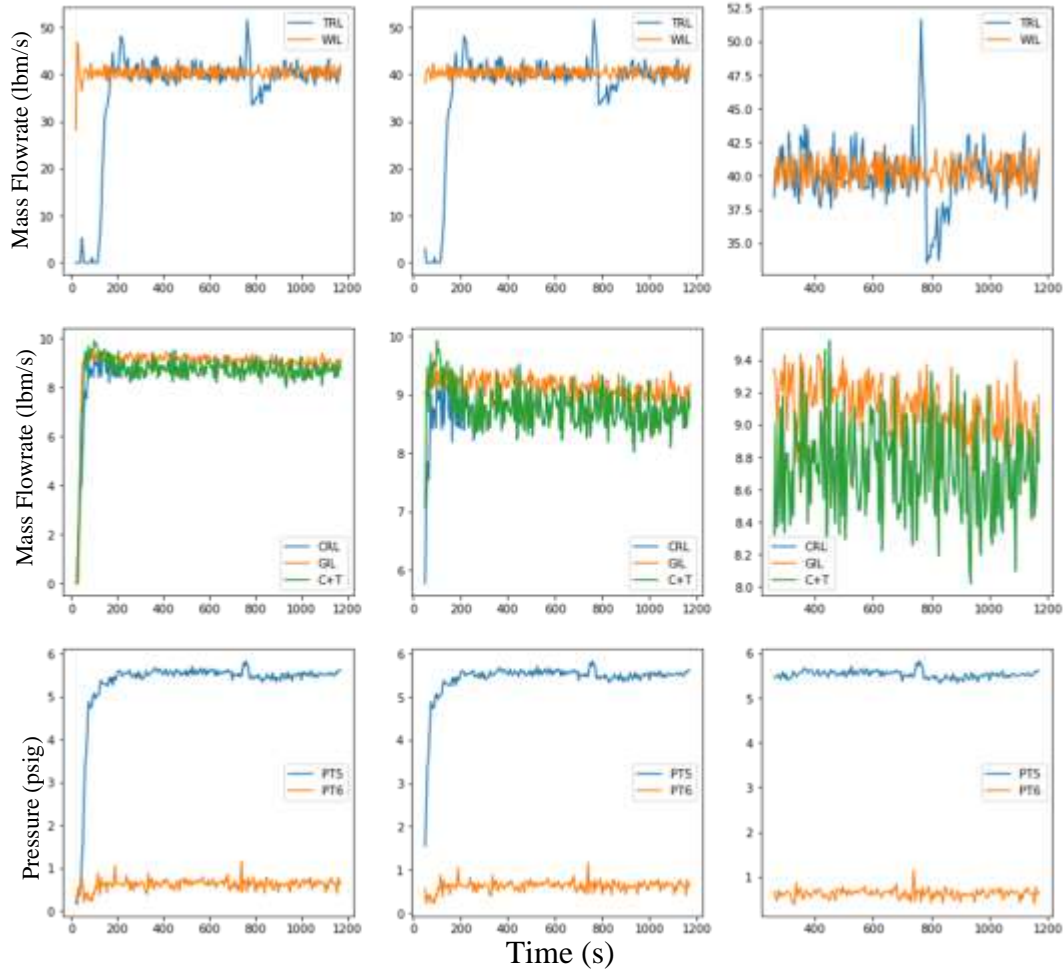 Mass Flowrate (lbm/s)
50
40
30
20
10
0
TRL
WIL
0 200 400 600 800 1000 1200
50
40
30
20
10
0
TRL
WIL
0 200 400 600 800 1000 1200
52.5
50.0
47.5
45.0
42.5
40.0
37.5
35.0
TRL
WIL
400 600 800 1000 1200
Mass Flowrate (lbm/s)
10
8
6
4
2
0
CRL
GIL
C+T
0 200 400 600 800 1000 1200
10
9
8
7
6
CRL
GIL
C+T
0 200 400 600 800 1000 1200
9.4
9.2
9.0
8.8
8.6
8.4
8.2
8.0
CRL
GIL
C+T
400 600 800 1000 1200
Pressure (psig)
6
5
4
3
2
1
0
PT5
PT6
0 200 400 600 800 1000 1200
6
5
4
3
2
1
0
PT5
PT6
0 200 400 600 800 1000 1200
6
5
4
3
2
1
PT5
PT6
400 600 800 1000 1200
Time (s)